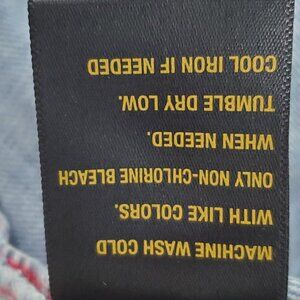 MACHINE WASH COLD
WITH LIKE COLORS.
ONLY NON-CHLORINE BLEACH
WHEN NEEDED.
TUMBLE DRY LOW.
COOL IRON IF NEEDED